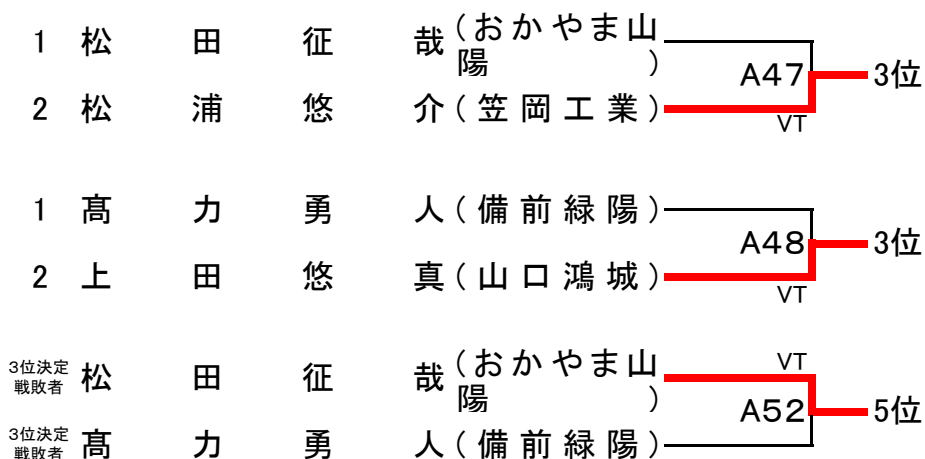 1 松田征哉(おかやま山陽)
A47 3位
2 松浦悠介(笠岡工業)
VT
1 髙力勇人(備前緑陽)
A48 3位
2 上田悠真(山口鴻城)
VT
3位決定戦敗者 松田征哉(おかやま山陽) VT
A52 5位
3位決定戦敗者 髙力勇人(備前緑陽)